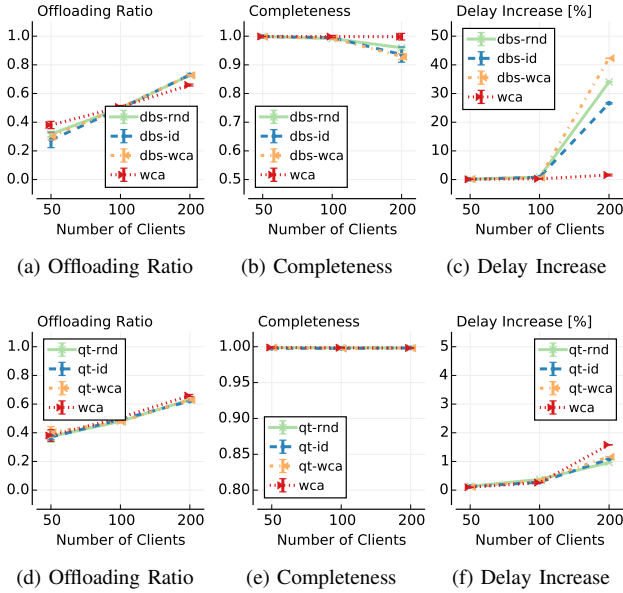 Offloading Ratio
1.0
0.8
0.6
0.4
0.2
0.0
dbs-rnd
dbs-id
dbs-wca
wca
50 100 200
Number of Clients
(a) Offloading Ratio
Completeness
1.0
0.9
0.8
0.7
0.6
0.5
dbs-rnd
dbs-id
dbs-wca
wca
50 100 200
Number of Clients
(b) Completeness
Delay Increase [%]
50
40
30
20
10
0
dbs-rnd
dbs-id
dbs-wca
wca
50 100 200
Number of Clients
(c) Delay Increase
Offloading Ratio
1.0
0.8
0.6
0.4
0.2
0.0
qt-rnd
qt-id
qt-wca
wca
50 100 200
Number of Clients
(d) Offloading Ratio
Completeness
1.00
0.95
0.90
0.85
0.80
qt-rnd
qt-id
qt-wca
wca
50 100 200
Number of Clients
(e) Completeness
Delay Increase [%]
5
4
3
2
1
0
qt-rnd
qt-id
qt-wca
wca
50 100 200
Number of Clients
(f) Delay Increase